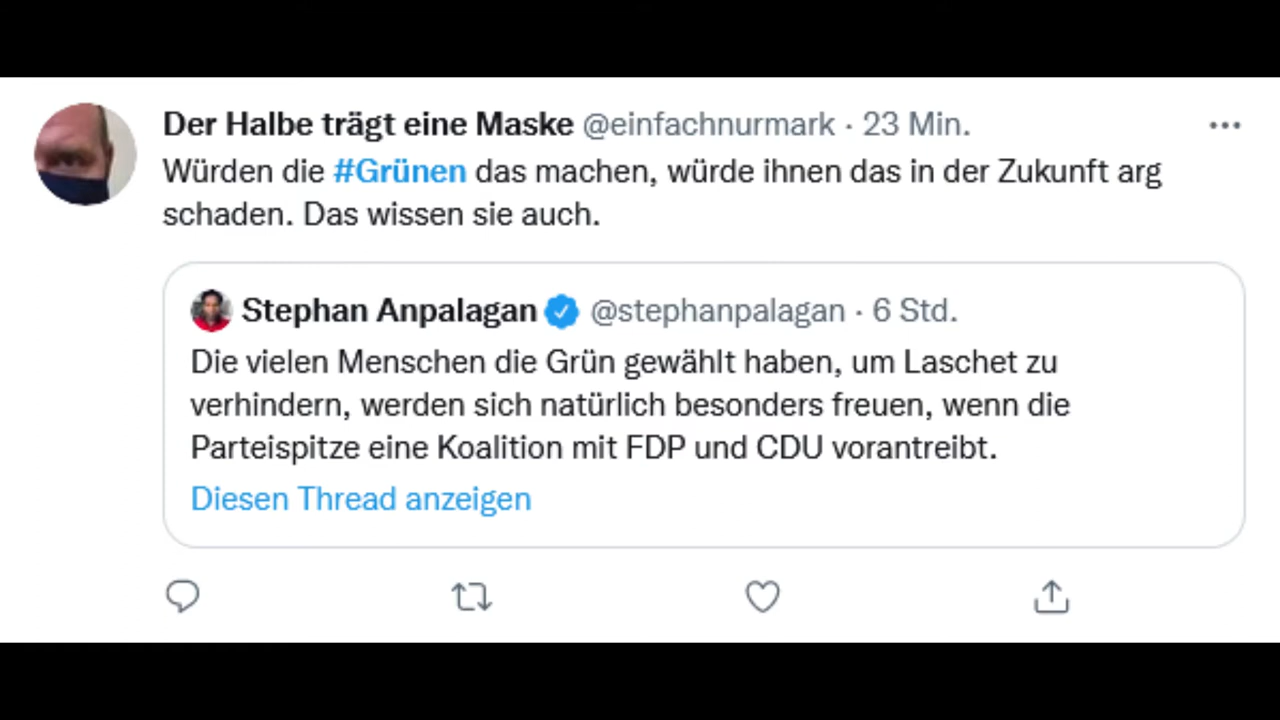 Der Halbe trägt eine Maske @einfachnurmark · 23 Min.
Würden die #Grünen das machen, würde ihnen das in der Zukunft arg
schaden. Das wissen sie auch.
Stephan Anpalagan @stephanpalagan · 6 Std.
Die vielen Menschen die Grün gewählt haben, um Laschet zu
verhindern, werden sich natürlich besonders freuen, wenn die
Parteispitze eine Koalition mit FDP und CDU vorantreibt.
Diesen Thread anzeigen